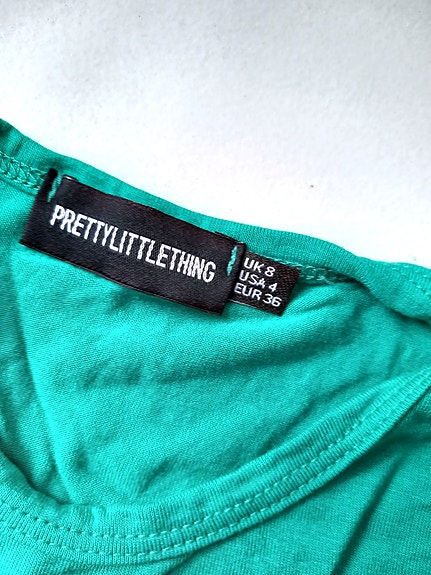 PRETTYLITTLETHING
UK 8
USA 4
EUR 36